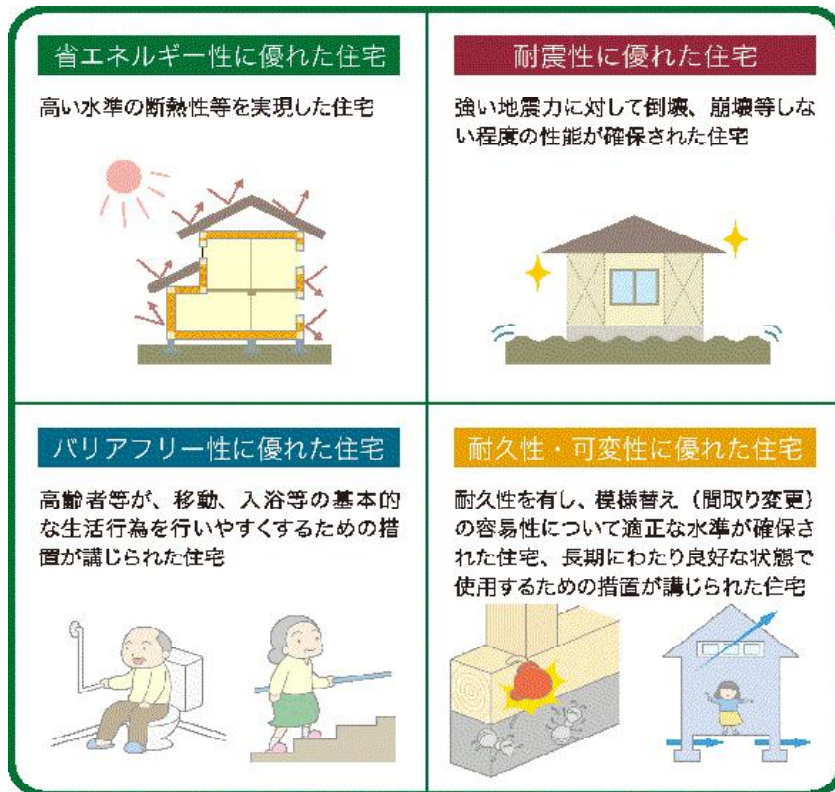 省エネルギー性に優れた住宅
高い水準の断熱性等を実現した住宅
耐震性に優れた住宅
強い地震力に対して倒壊、崩壊等しな
い程度の性能が確保された住宅
バリアフリー性に優れた住宅
高齢者等が、移動、入浴等の基本的
な生活行為を行いやすくするための措
置が講じられた住宅
耐久性・可変性に優れた住宅
耐久性を有し、模様替え（間取り変更）
の容易性について適正な水準が確保さ
れた住宅、長期にわたり良好な状態で
使用するための措置が講じられた住宅